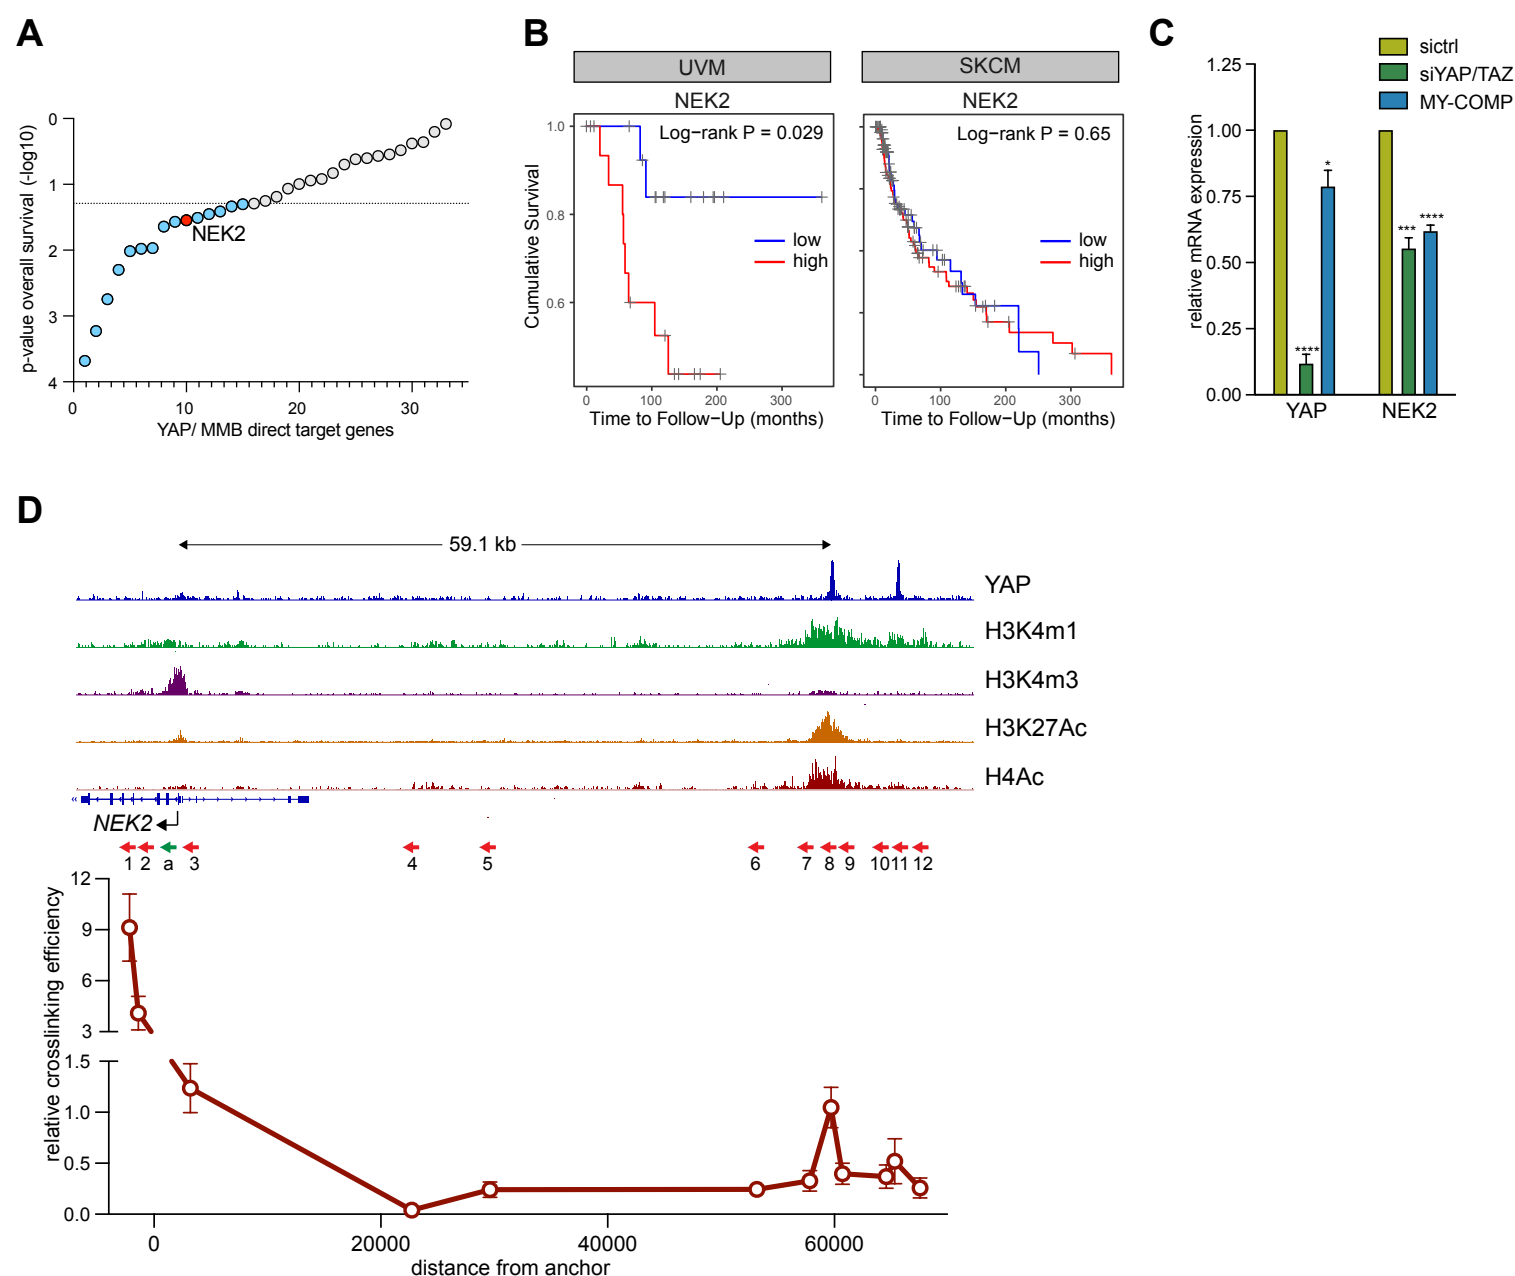 A
0
1
2
3
4
p-value overall survival (-log10)
NEK2
0
10
20
30
YAP/ MMB direct target genes
B
UVM
SKCM
NEK2
NEK2
Log-rank P = 0.029
Log-rank P = 0.65
1.0
0.8
0.6
Cumulative Survival
low
high
low
high
0
100
200
300
0
100
200
300
Time to Follow-Up (months)
Time to Follow-Up (months)
C
sictrl
siYAP/TAZ
MY-COMP
1.25
1.00
0.75
0.50
0.25
0.00
relative mRNA expression
****
*
***
****
YAP
NEK2
D
59.1 kb
YAP
H3K4m1
H3K4m3
H3K27Ac
H4Ac
NEK2
1
2
a
3
4
5
6
7
8
9
10
11
12
12
9
6
3
1.5
1.0
0.5
0.0
relative crosslinking efficiency
0
20000
40000
60000
distance from anchor